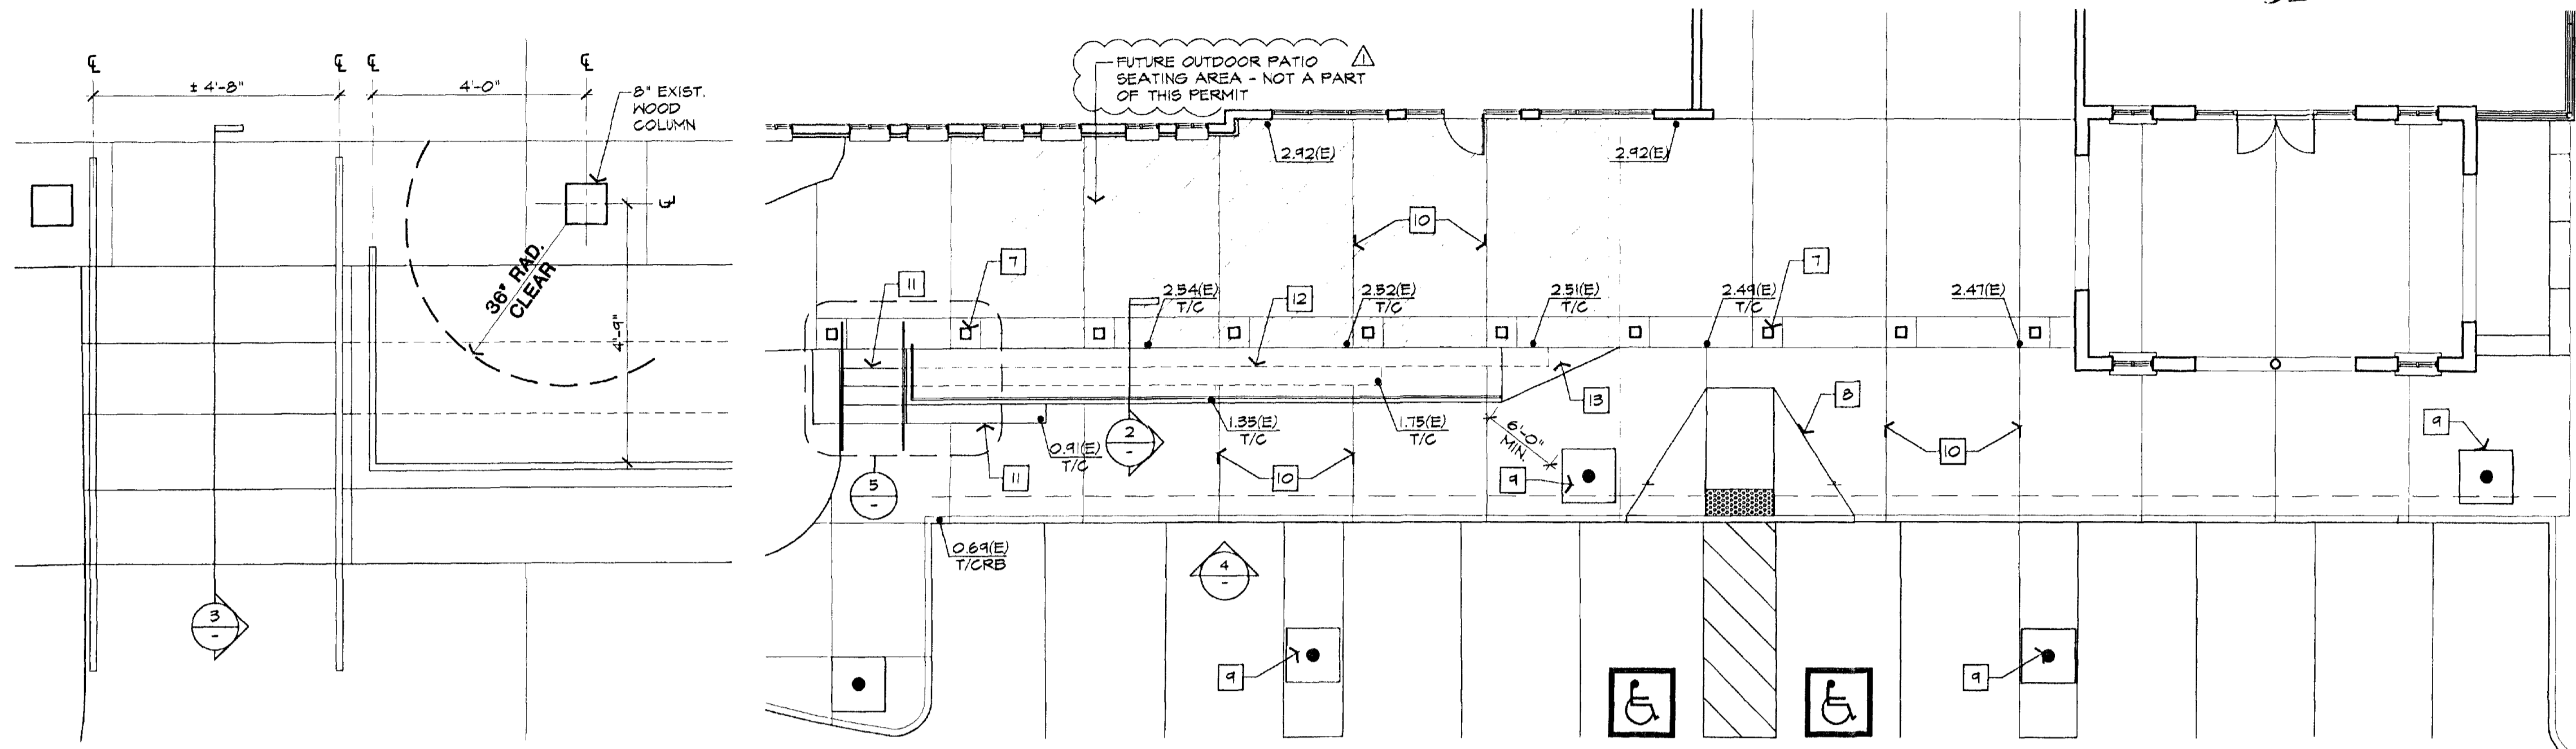 ℄
℄
℄
℄
± 4'-8"
4'-0"
8" EXIST.
WOOD
COLUMN
℄
36" RAD.
CLEAR
4'-9"
3
-
FUTURE OUTDOOR PATIO
SEATING AREA - NOT A PART
OF THIS PERMIT
1
2.92(E)
2.92(E)
10
7
7
11
12
2.54(E)
T/C
2.52(E)
T/C
2.51(E)
T/C
2.49(E)
T/C
2.47(E)
13
8
9
1.35(E)
T/C
1.75(E)
T/C
0.91(E)
T/C
2
-
6'-0"
MIN.
10
10
11
9
5
-
0.69(E)
T/CRB
4
-
9
9